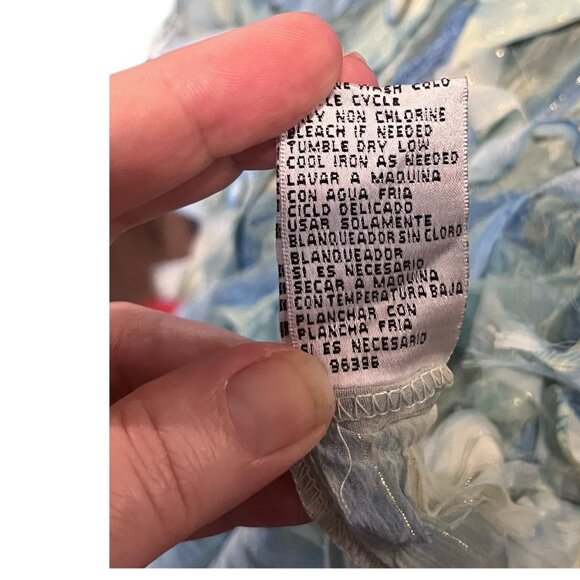 WASH COLD
CYCLE
NON CHLORINE
BLEACH IF NEEDED
TUMBLE DRY LOW
COOL IRON AS NEEDED
LAVAR A MAQUINA
CON AGUA FRIA
CICLO DELICADO
USAR SOLAMENTE
BLANQUEADOR SIN CLORO
BLANQUEADOR
SI ES NECESARIO
SECAR A MAQUINA
CON TEMPERATURA BAJA
PLANCHAR CON
PLANCHA FRIA
SI ES NECESARIO
96396